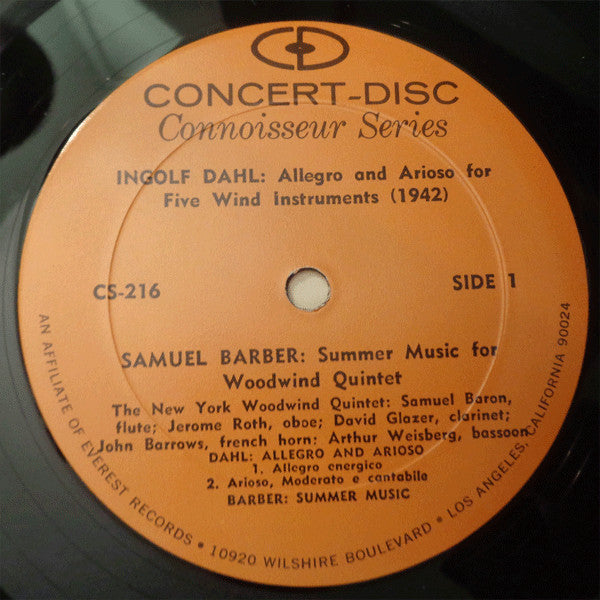 CD
CONCERT-DISC
Connoisseur Series
INGOLF DAHL: Allegro and Arioso for
Five Wind Instruments (1942)
CS-216
SIDE 1
SAMUEL BARBER: Summer Music for
Woodwind Quintet
The New York Woodwind Quintet: Samuel Baron,
flute; Jerome Roth, oboe; David Glazer, clarinet;
John Barrows, french horn: Arthur Weisberg, bassoon
DAHL: ALLEGRO AND ARIOSO
1. Allegro energico
2. Arioso, Moderato e cantabile
BARBER: SUMMER MUSIC
AN AFFILIATE OF EVEREST RECORDS • 10920 WILSHIRE BOULEVARD • LOS ANGELES, CALIFORNIA 90024